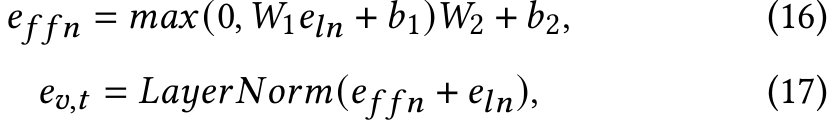 e_{ffn} = max(0, W_1 e_{ln} + b_1)W_2 + b_2, (16)
e_{v,t} = LayerNorm(e_{ffn} + e_{ln}), (17)